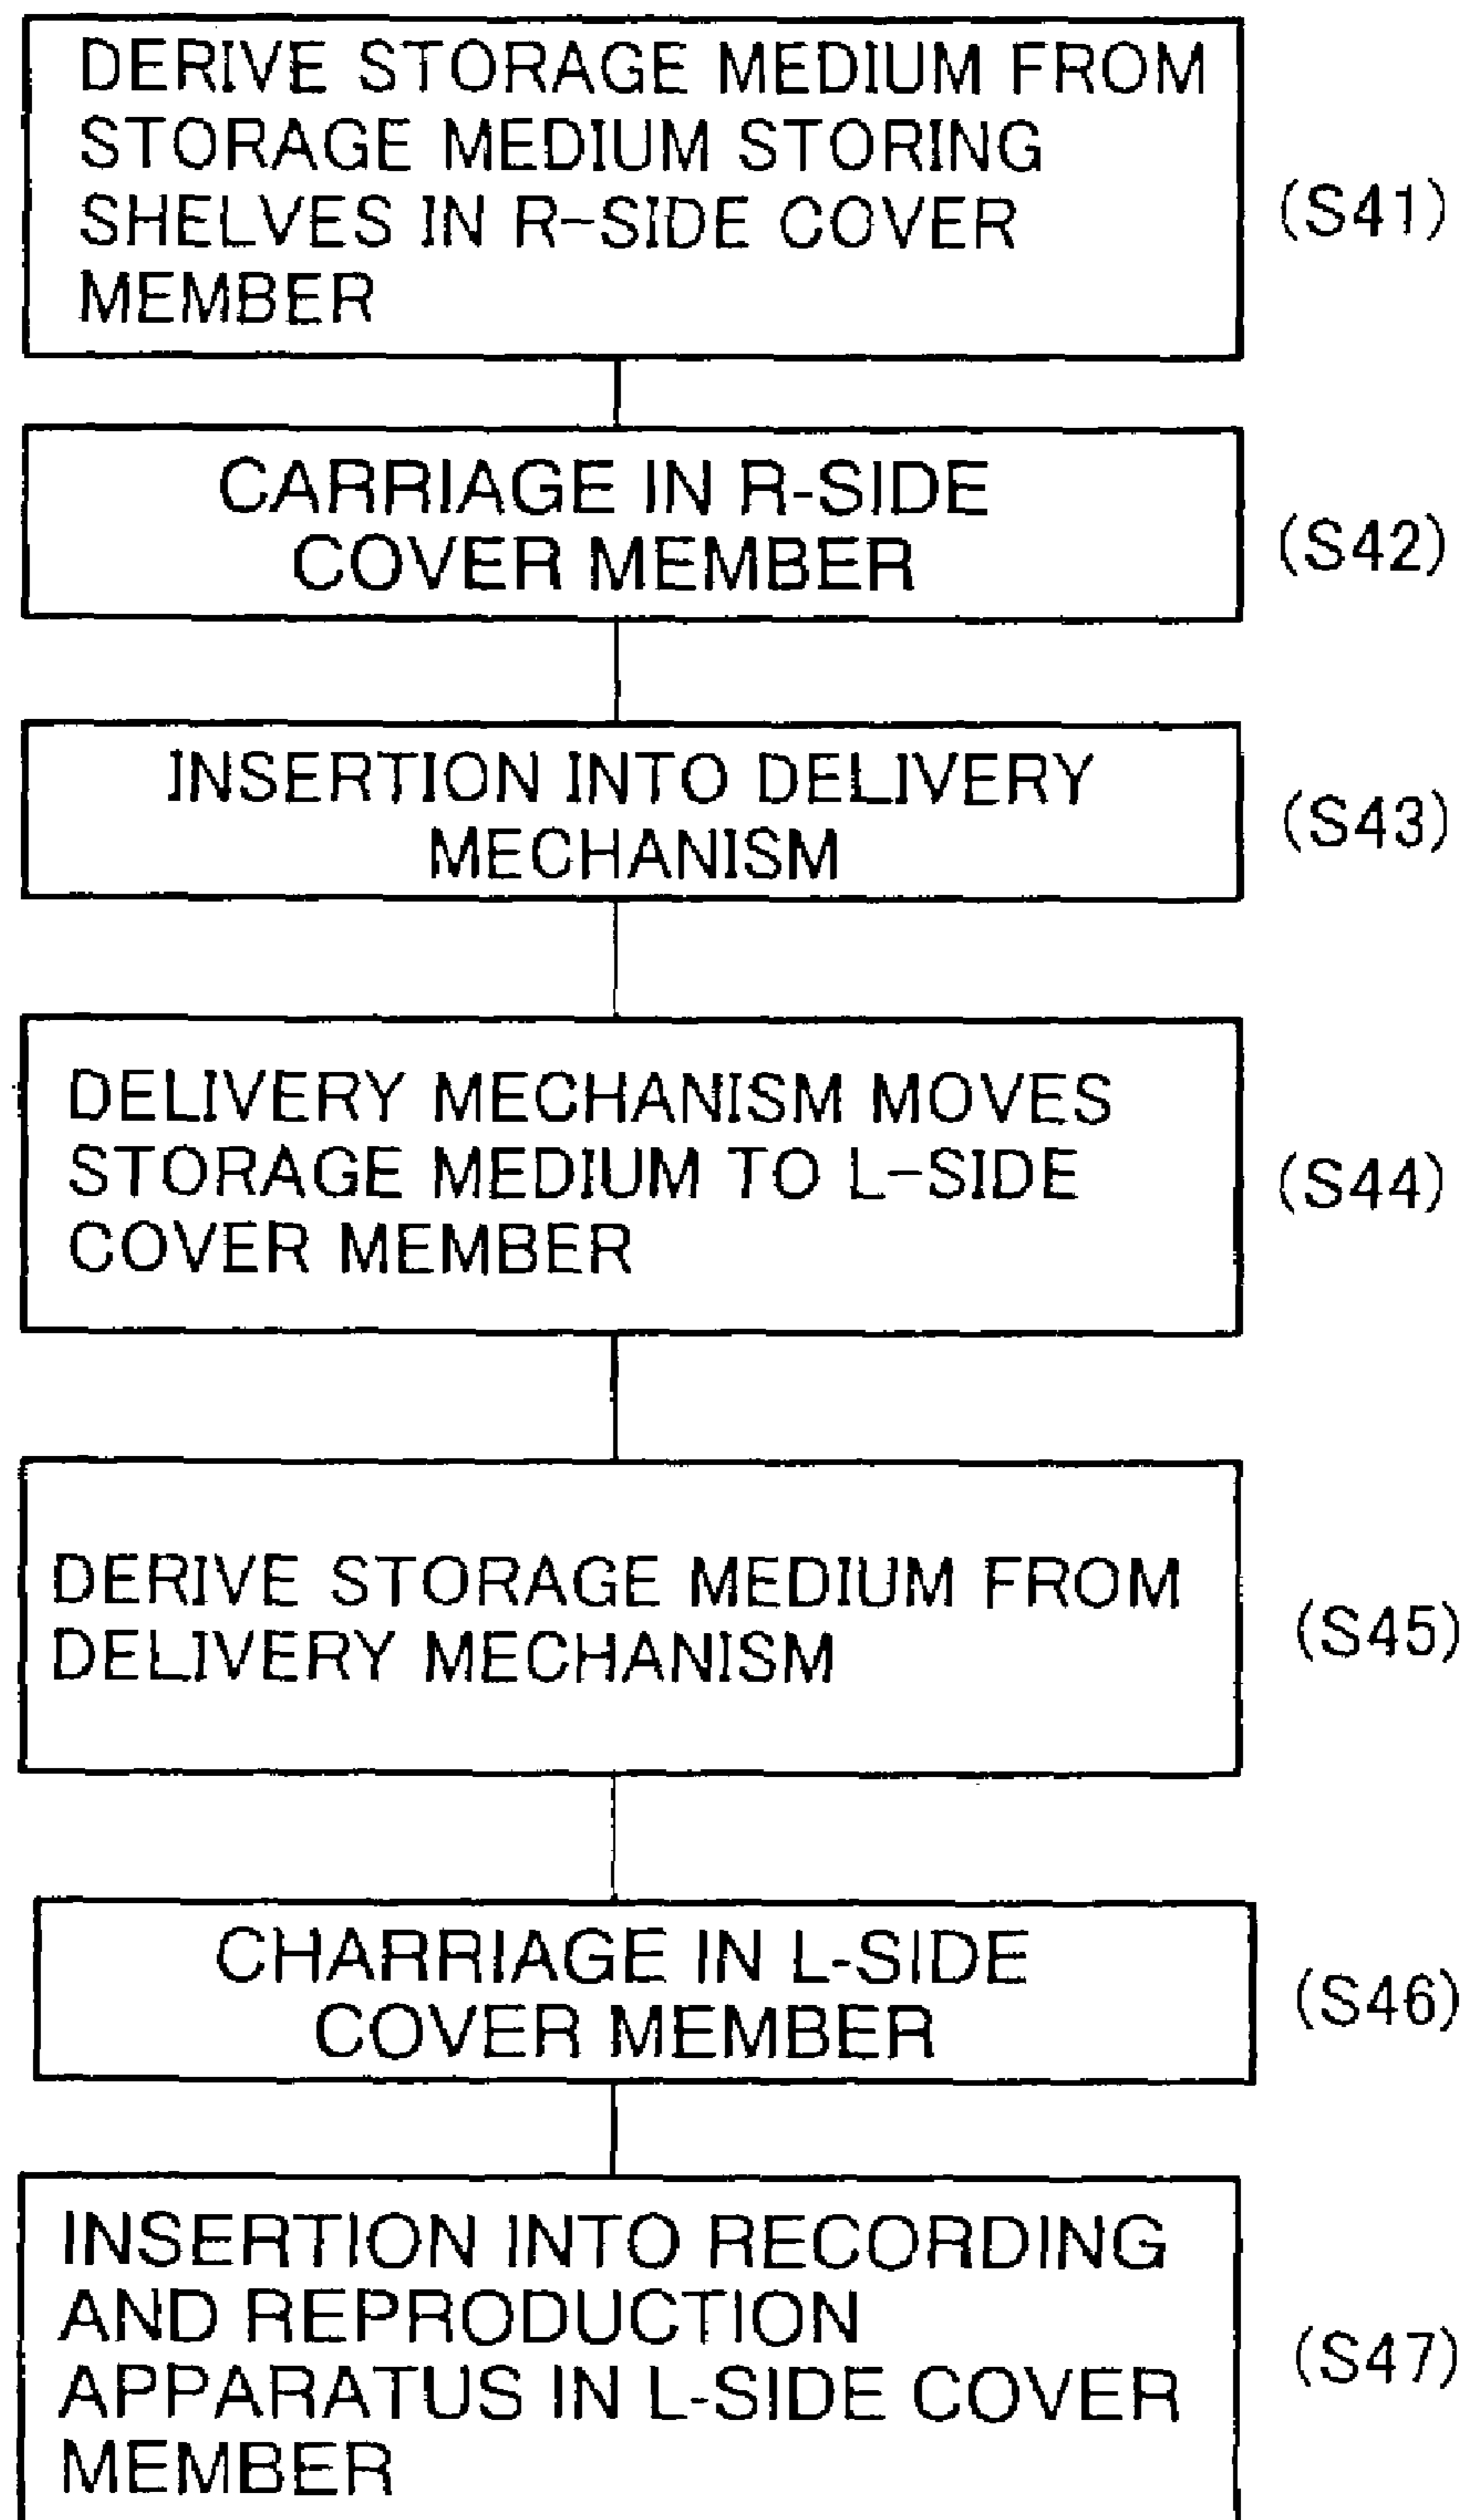 DERIVE STORAGE MEDIUM FROM
STORAGE MEDIUM STORING
SHELVES IN R-SIDE COVER
MEMBER
(S41)
CARRIAGE IN R-SIDE
COVER MEMBER
(S42)
INSERTION INTO DELIVERY
MECHANISM
(S43)
DELIVERY MECHANISM MOVES
STORAGE MEDIUM TO L-SIDE
COVER MEMBER
(S44)
DERIVE STORAGE MEDIUM FROM
DELIVERY MECHANISM
(S45)
CHARRIAGE IN L-SIDE
COVER MEMBER
(S46)
INSERTION INTO RECORDING
AND REPRODUCTION
APPARATUS IN L-SIDE COVER
MEMBER
(S47)